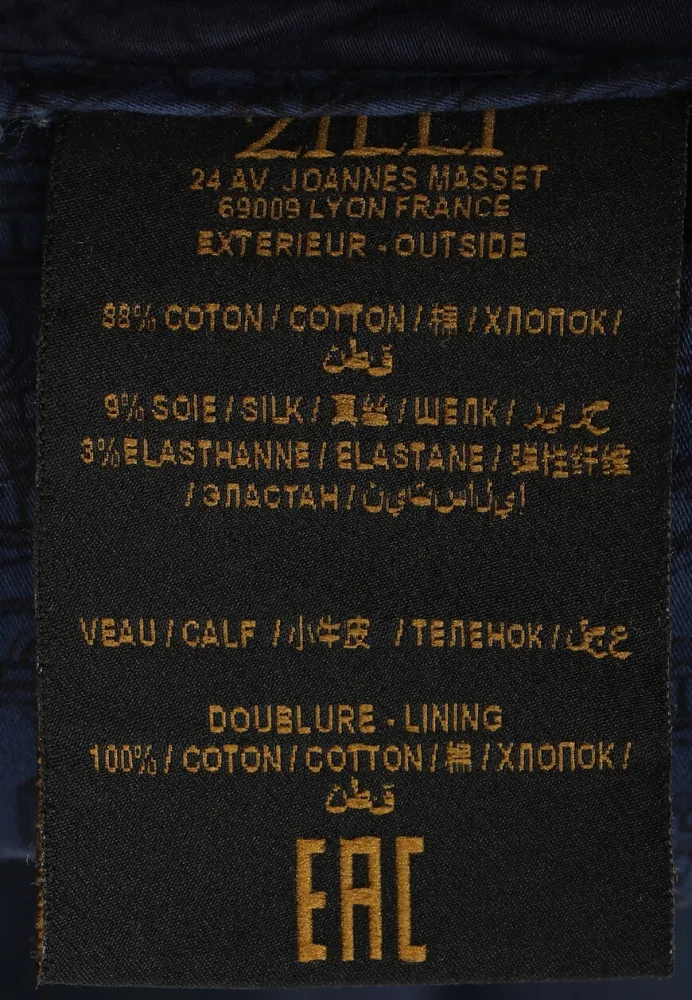 ZILLI
24 AV. JOANNES MASSET
69009 LYON FRANCE
EXTERIEUR - OUTSIDE
88% COTON / COTTON / 棉 / ХЛОПОК /
قطن
9% SOIE / SILK / 真丝 / ШЕЛК / حرير
3% ELASTHANNE / ELASTANE / 弹性纤维
/ ЭЛАСТАН / إيلاستاين
VEAU / CALF / 小牛皮 / ТЕЛЕНОК /
DOUBLURE - LINING
100% / COTON / COTTON / 棉 / ХЛОПОК /
قطن
EAC